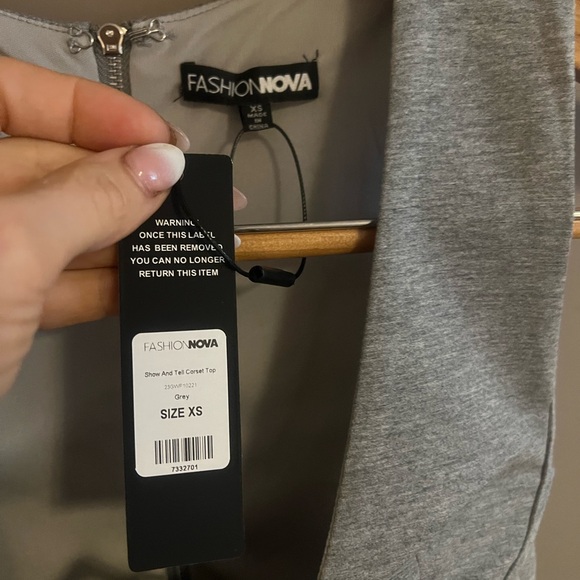 FASHIONNOVA
XS
MADE
IN
CHINA
WARNING
ONCE THIS LABEL
HAS BEEN REMOVED
YOU CAN NO LONGER
RETURN THIS ITEM
FASHIONNOVA
Show And Tell Corset Top
Grey
SIZE XS
7332701